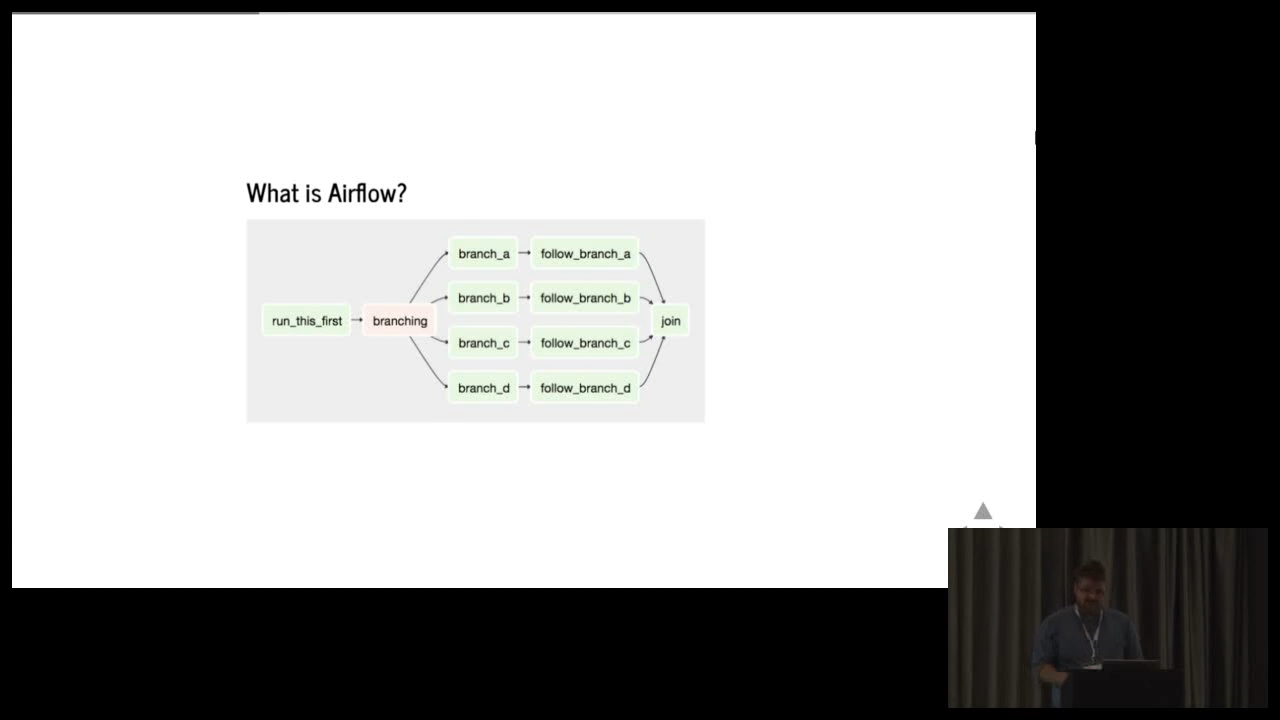 What is Airflow?
branch_a follow_branch_a
branch_b follow_branch_b
run_this_first branching join
branch_c follow_branch_c
branch_d follow_branch_d